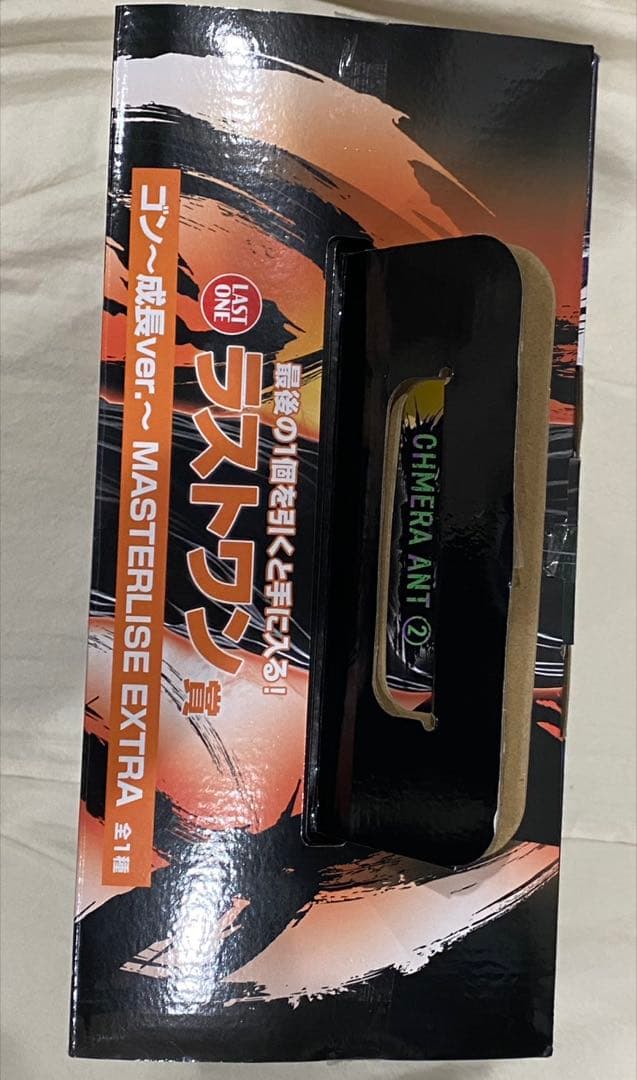 CHMERA ANT ②
最後の1個を引くと手に入る!
LAST
ONE
ラストワン賞
ゴン～成長ver.～ MASTERLISE EXTRA 全1種